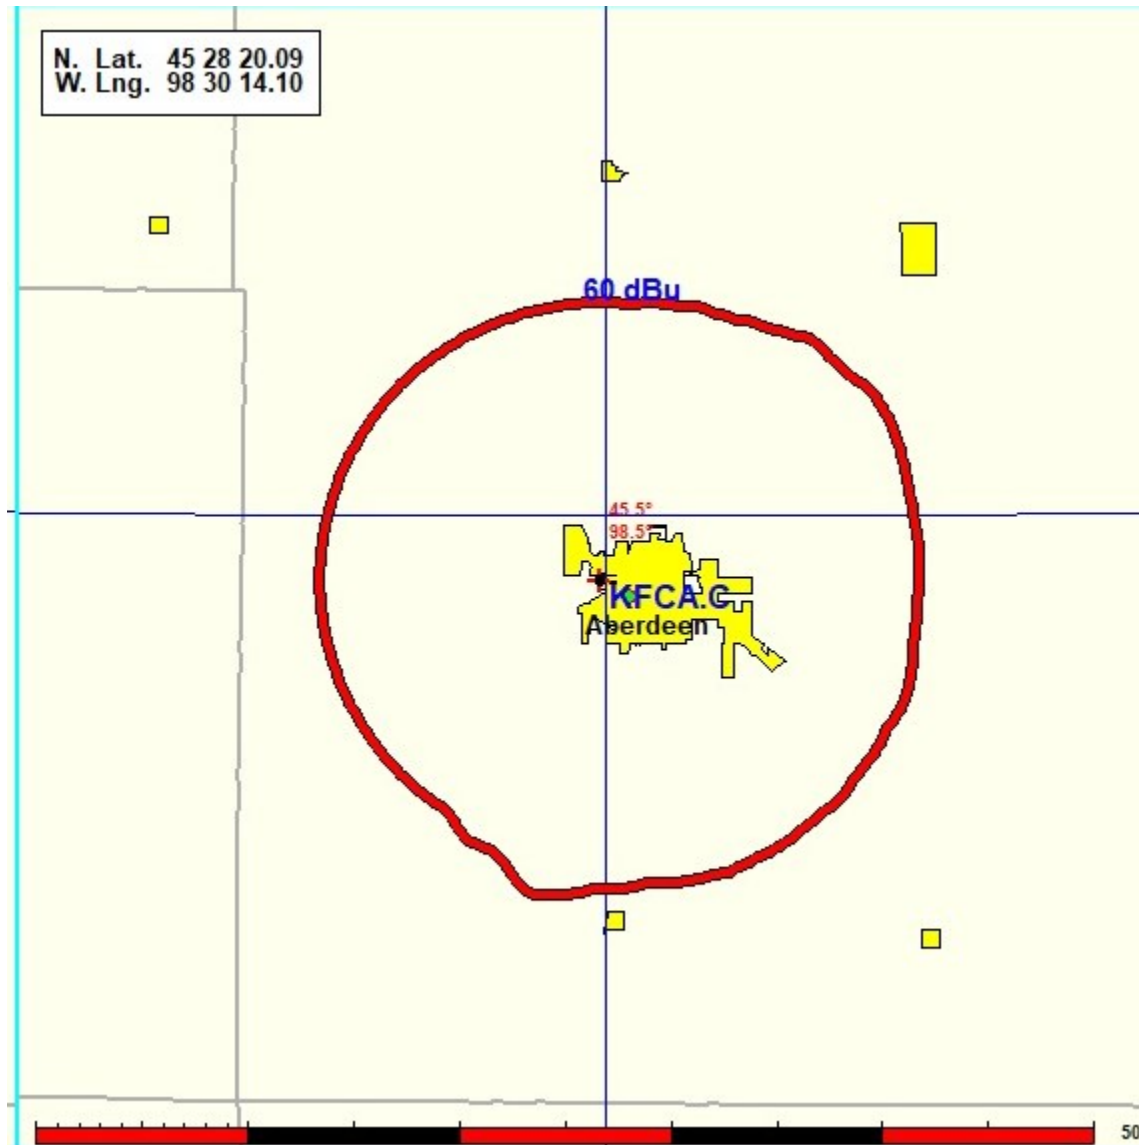 N. Lat. 45 28 20.09
W. Lng. 98 30 14.10
60 dBu
45.5°
98.5°
KFCA.C
Aberdeen
50